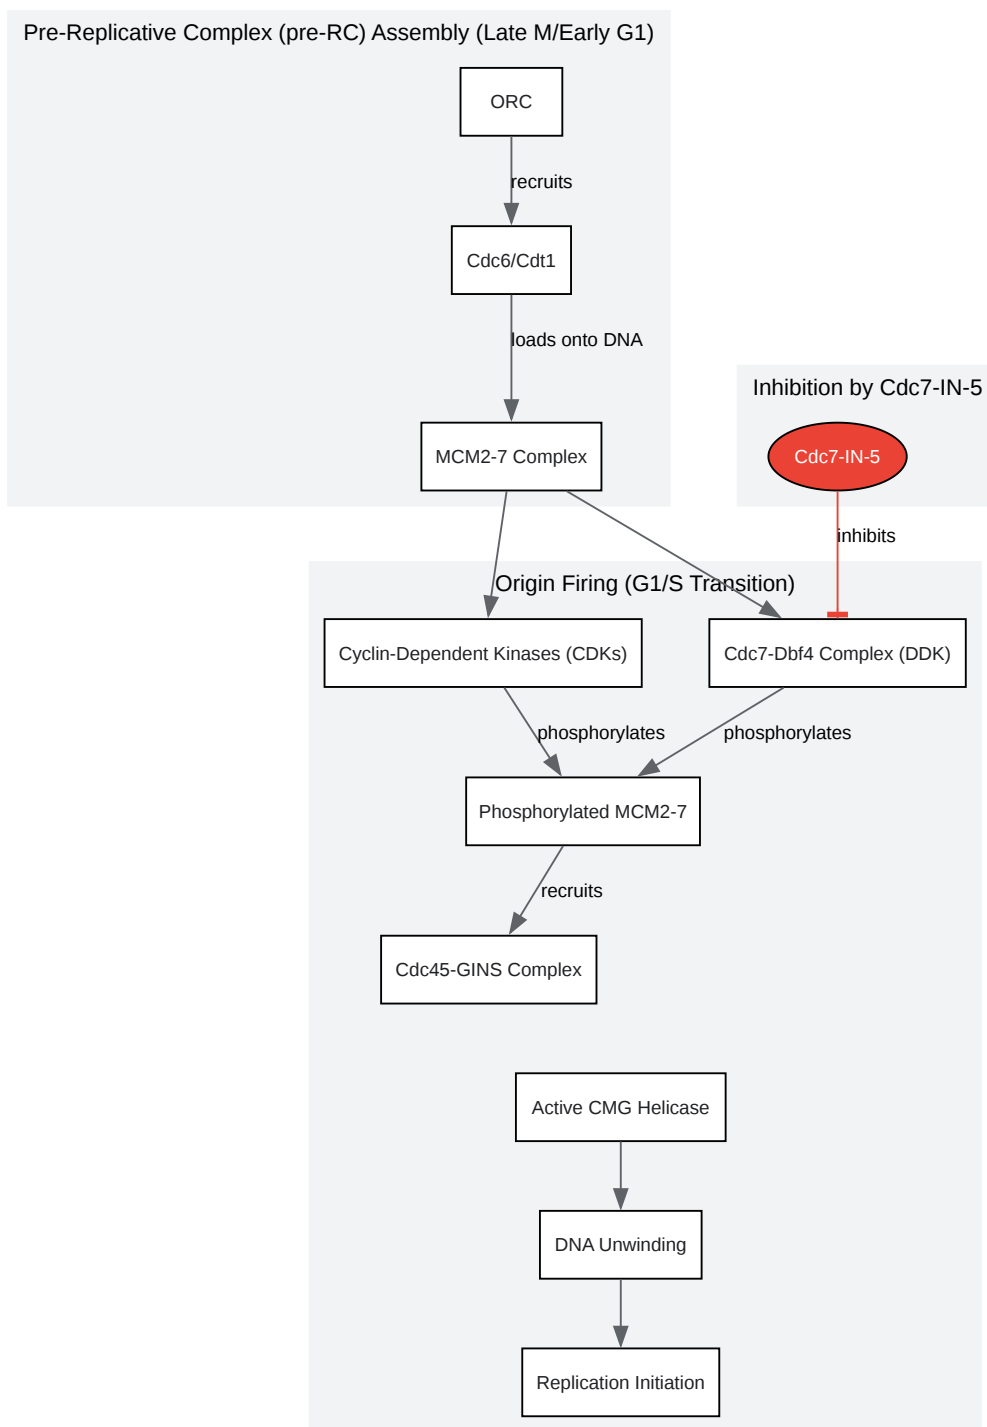 Pre-Replicative Complex (pre-RC) Assembly (Late M/Early G1)
ORC
recruits
Cdc6/Cdt1
loads onto DNA
Inhibition by Cdc7-IN-5
MCM2-7 Complex
Cdc7-IN-5
inhibits
Origin Firing (G1/S Transition)
Cyclin-Dependent Kinases (CDKs)
Cdc7-Dbf4 Complex (DDK)
phosphorylates
phosphorylates
Phosphorylated MCM2-7
recruits
Cdc45-GINS Complex
Active CMG Helicase
DNA Unwinding
Replication Initiation